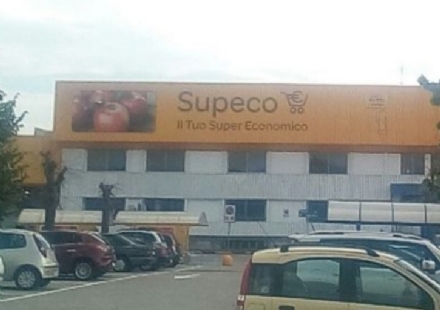 Supeco
Il Tuo Super Economico